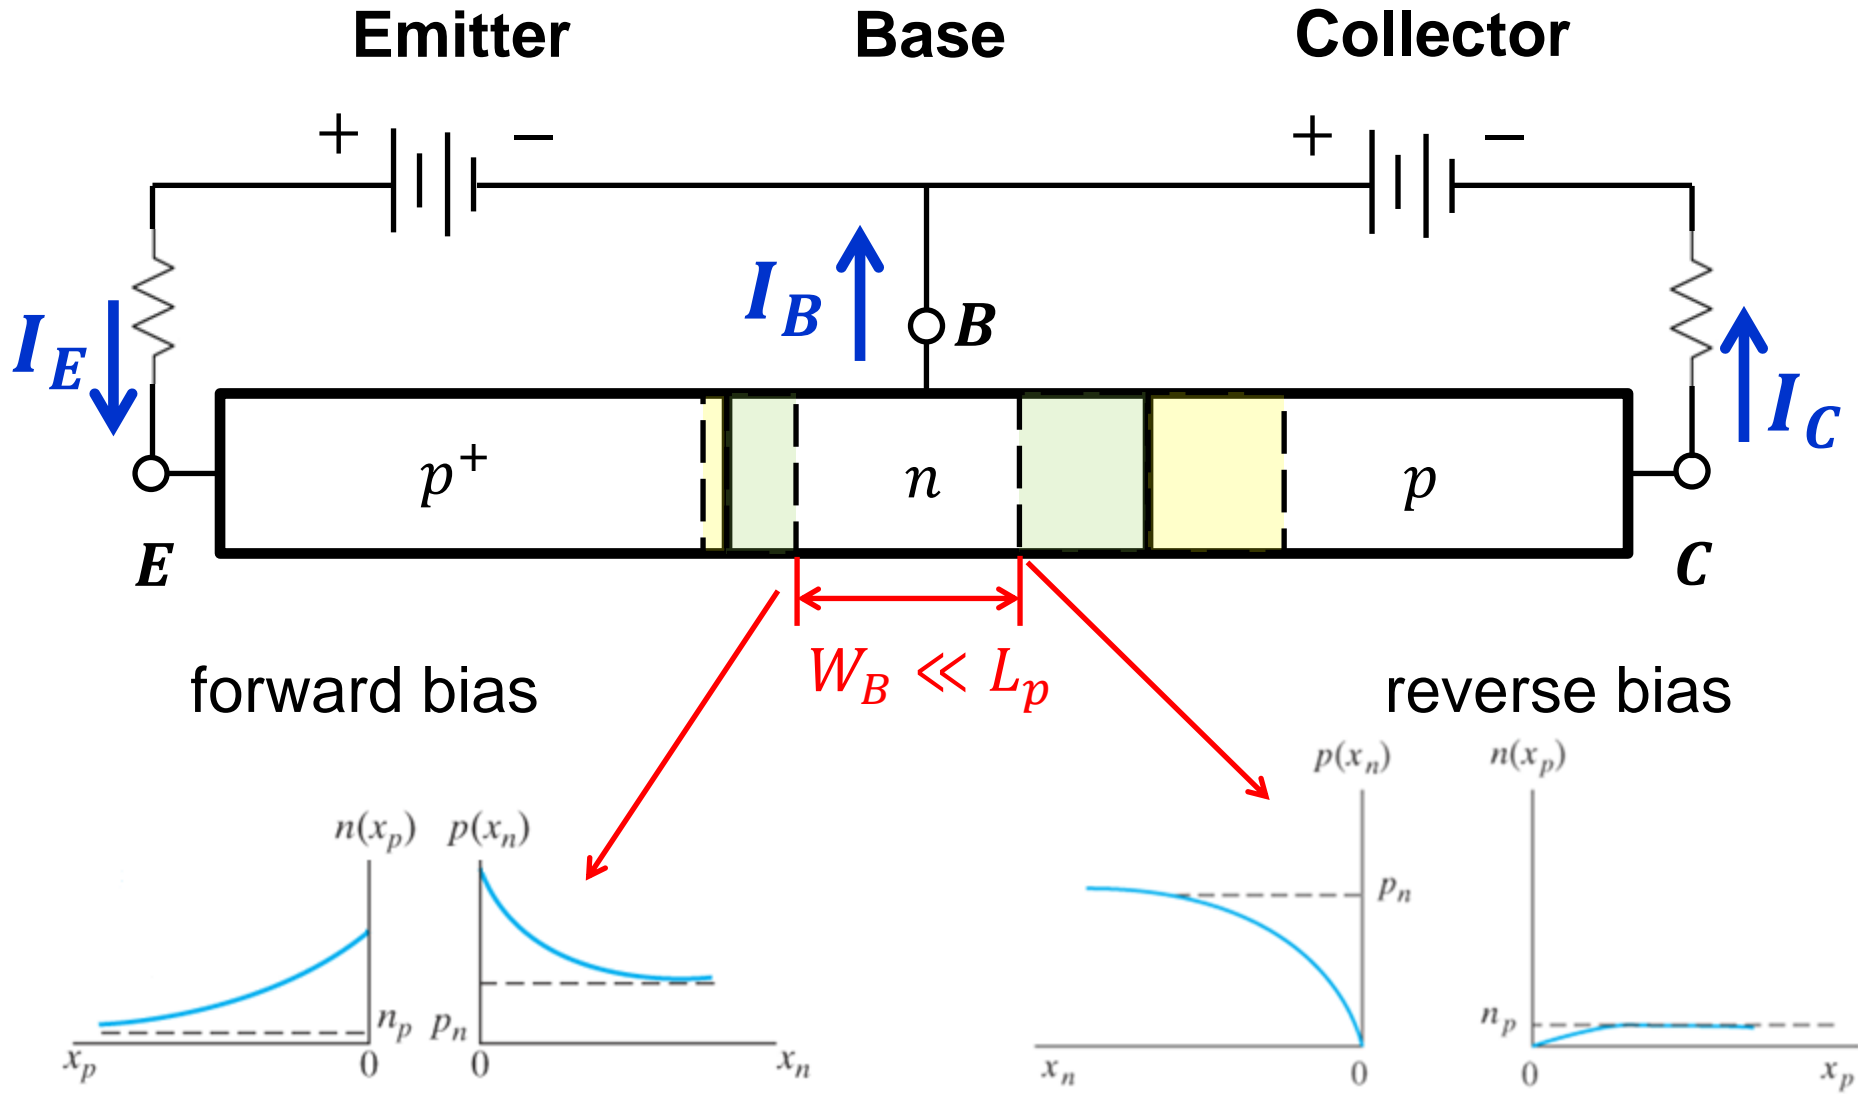 Emitter Base Collector
+ − + −
I_B B
I_E
I_C
p⁺ n p
E C
W_B ≪ L_p
forward bias reverse bias
p(x_n) n(x_p)
n(x_p) p(x_n)
p_n
n_p p_n n_p
x_p 0 0 x_n x_n 0 0 x_p